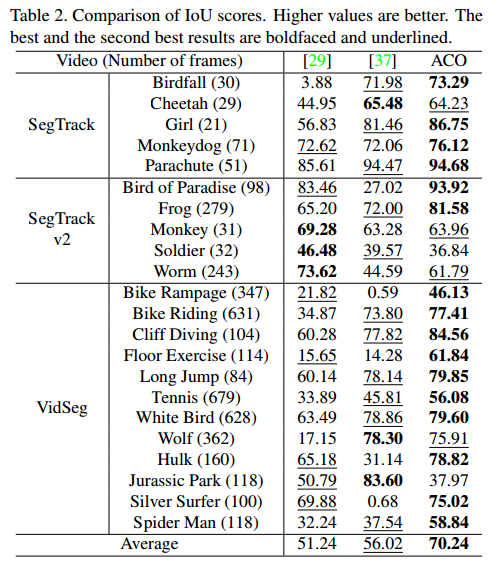 Table 2. Comparison of IoU scores. Higher values are better. The
best and the second best results are boldfaced and underlined.
Video (Number of frames) [29] [37] ACO
SegTrack
Birdfall (30) 3.88 71.98 73.29
Cheetah (29) 44.95 65.48 64.23
Girl (21) 56.83 81.46 86.75
Monkeydog (71) 72.62 72.06 76.12
Parachute (51) 85.61 94.47 94.68
SegTrack
v2
Bird of Paradise (98) 83.46 27.02 93.92
Frog (279) 65.20 72.00 81.58
Monkey (31) 69.28 63.28 63.96
Soldier (32) 46.48 39.57 36.84
Worm (243) 73.62 44.59 61.79
VidSeg
Bike Rampage (347) 21.82 0.59 46.13
Bike Riding (631) 34.87 73.80 77.41
Cliff Diving (104) 60.28 77.82 84.56
Floor Exercise (114) 15.65 14.28 61.84
Long Jump (84) 60.14 78.14 79.85
Tennis (679) 33.89 45.81 56.08
White Bird (628) 63.49 78.86 79.60
Wolf (362) 17.15 78.30 75.91
Hulk (160) 65.18 31.14 78.82
Jurassic Park (118) 50.79 83.60 37.97
Silver Surfer (100) 69.88 0.68 75.02
Spider Man (118) 32.24 37.54 58.84
Average 51.24 56.02 70.24